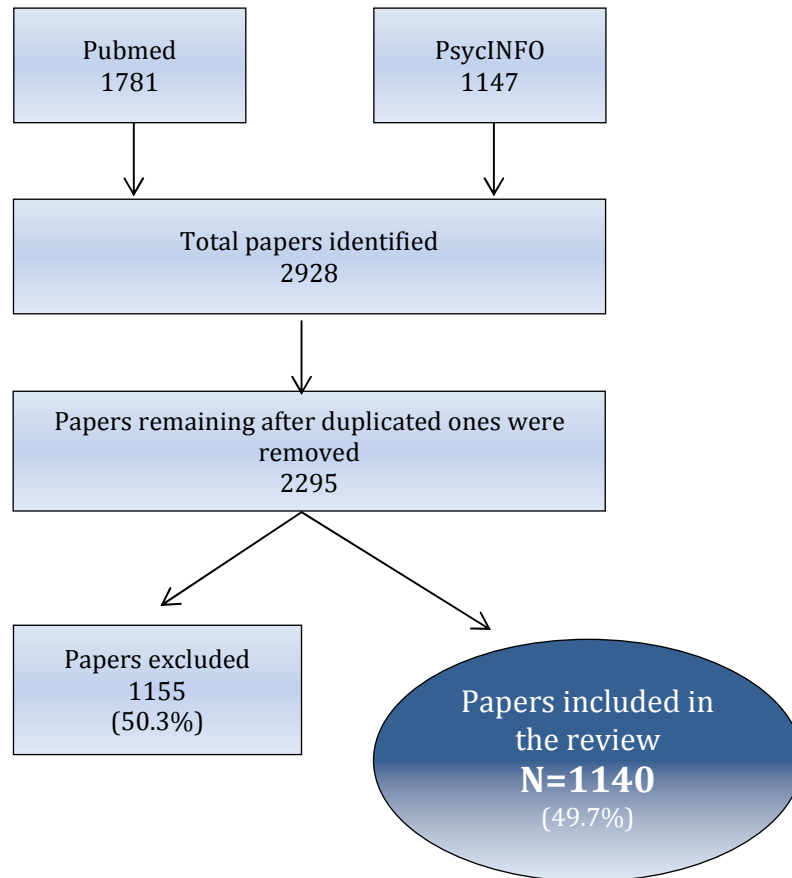 Pubmed
1781
PsycINFO
1147
Total papers identified
2928
Papers remaining after duplicated ones were
removed
2295
Papers excluded
1155
(50.3%)
Papers included in
the review
N=1140
(49.7%)